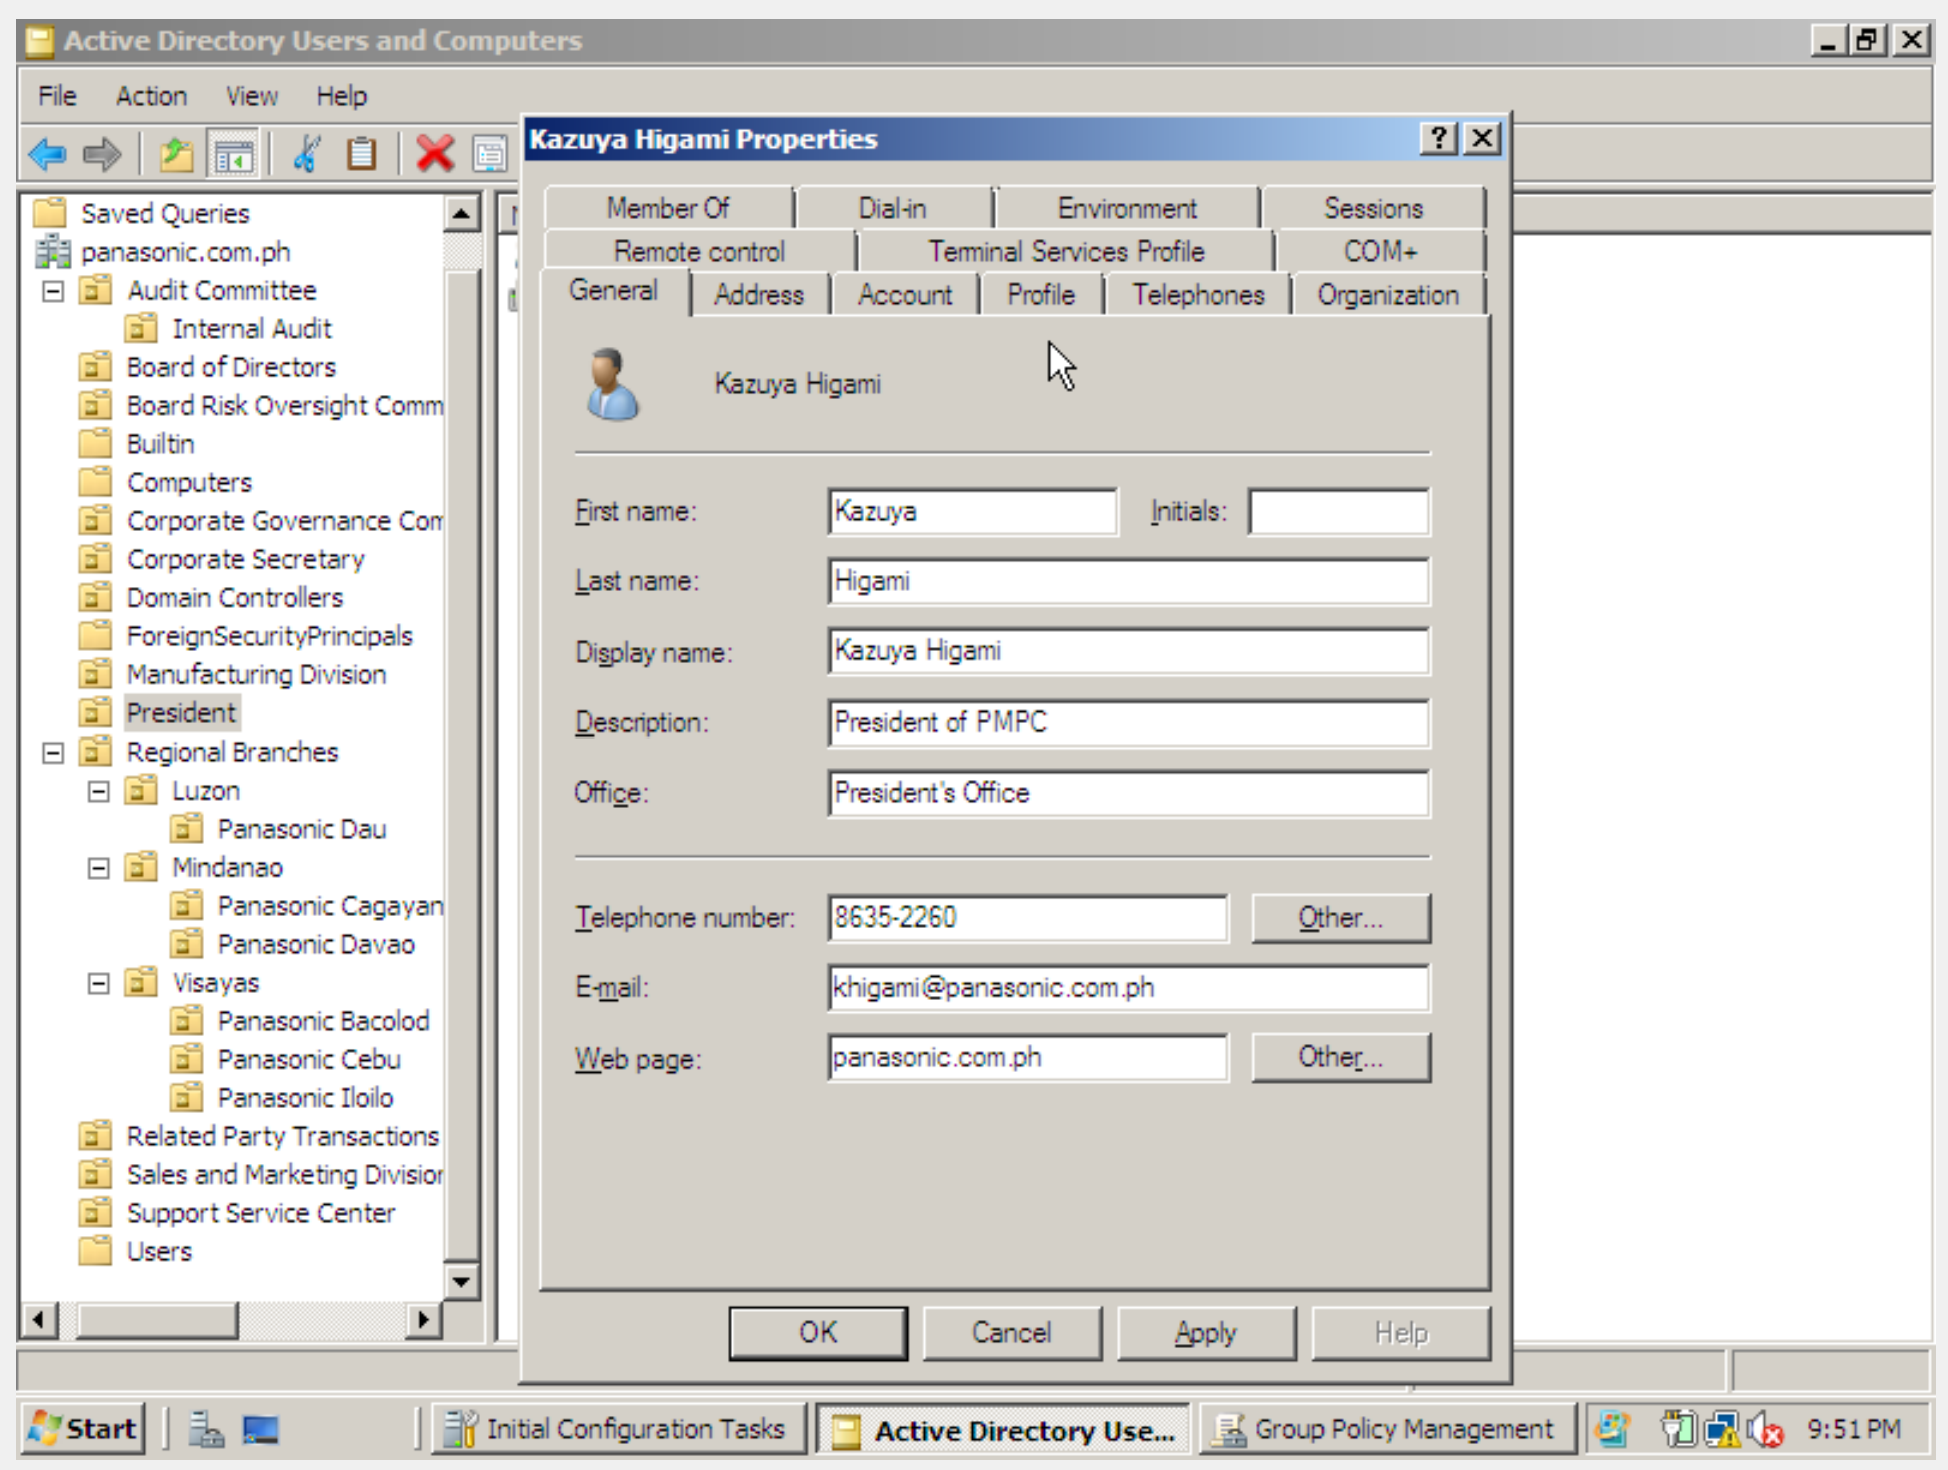 Active Directory Users and Computers
File Action View Help
Saved Queries
panasonic.com.ph
Audit Committee
Internal Audit
Board of Directors
Board Risk Oversight Comm
Builtin
Computers
Corporate Governance Com
Corporate Secretary
Domain Controllers
ForeignSecurityPrincipals
Manufacturing Division
President
Regional Branches
Luzon
Panasonic Dau
Mindanao
Panasonic Cagayan
Panasonic Davao
Visayas
Panasonic Bacolod
Panasonic Cebu
Panasonic Iloilo
Related Party Transactions
Sales and Marketing Division
Support Service Center
Users
Kazuya Higami Properties
Member Of Dial-in Environment Sessions
Remote control Terminal Services Profile COM+
General Address Account Profile Telephones Organization
Kazuya Higami
First name: Kazuya Initials:
Last name: Higami
Display name: Kazuya Higami
Description: President of PMPC
Office: President's Office
Telephone number: 8635-2260 Other...
E-mail: khigami@panasonic.com.ph
Web page: panasonic.com.ph Other...
OK Cancel Apply Help
Start Initial Configuration Tasks Active Directory Use... Group Policy Management 9:51 PM